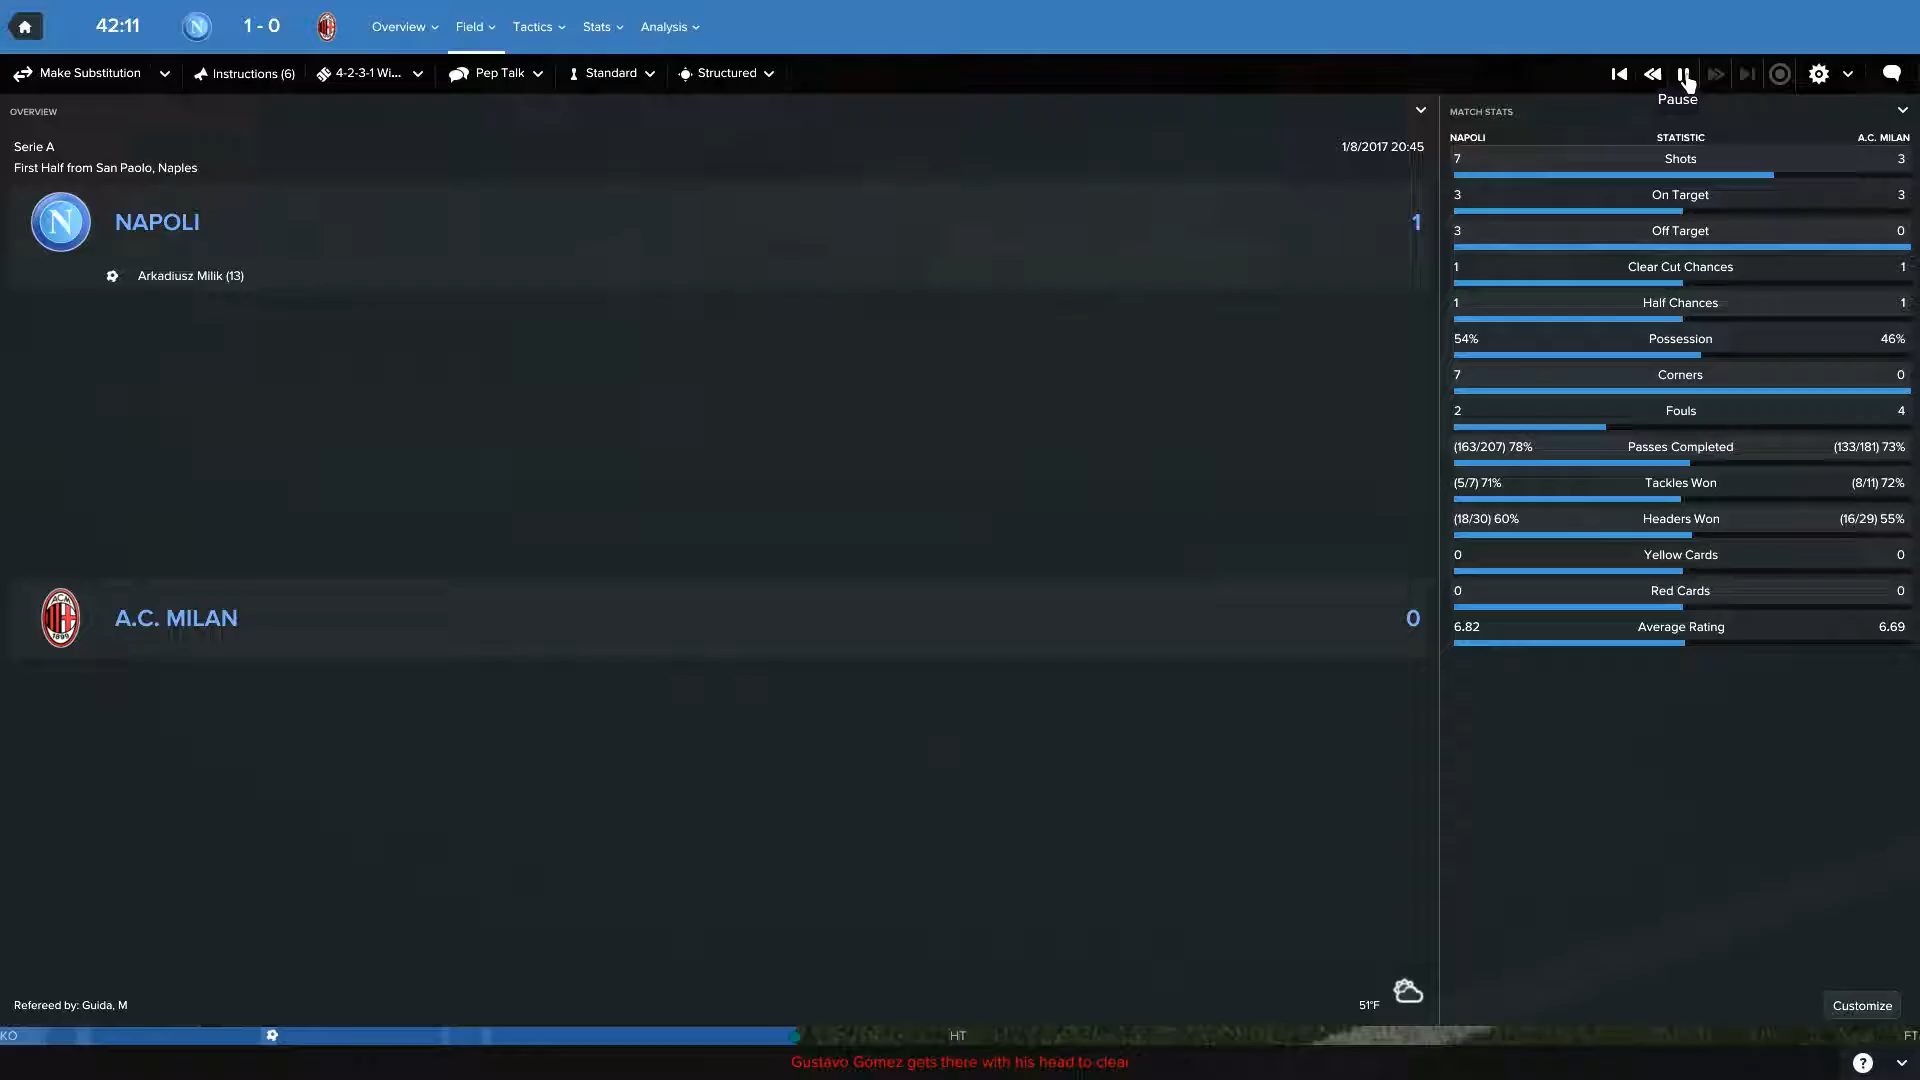 42:11 1 - 0 Overview Field Tactics Stats Analysis
Make Substitution Instructions (6) 4-2-3-1 Wi... Pep Talk Standard Structured
Pause
OVERVIEW
Serie A 1/8/2017 20:45
First Half from San Paolo, Naples
N NAPOLI 1
Arkadiusz Milik (13)
ACM 1899 A.C. MILAN 0
Refereed by: Guida, M 51°F
MATCH STATS
NAPOLI STATISTIC A.C. MILAN
7 Shots 3
3 On Target 3
3 Off Target 0
1 Clear Cut Chances 1
1 Half Chances 1
54% Possession 46%
7 Corners 0
2 Fouls 4
(163/207) 78% Passes Completed (133/181) 73%
(5/7) 71% Tackles Won (8/11) 72%
(18/30) 60% Headers Won (16/29) 55%
0 Yellow Cards 0
0 Red Cards 0
6.82 Average Rating 6.69
Customize
KO HT FT
Gustavo Gómez gets there with his head to clear
?